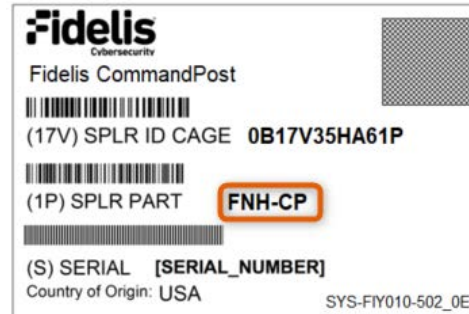 Fidelis
Cybersecurity
Fidelis CommandPost
(17V) SPLR ID CAGE 0B17V35HA61P
(1P) SPLR PART FNH-CP
(S) SERIAL [SERIAL_NUMBER]
Country of Origin: USA
SYS-FIY010-502_0E